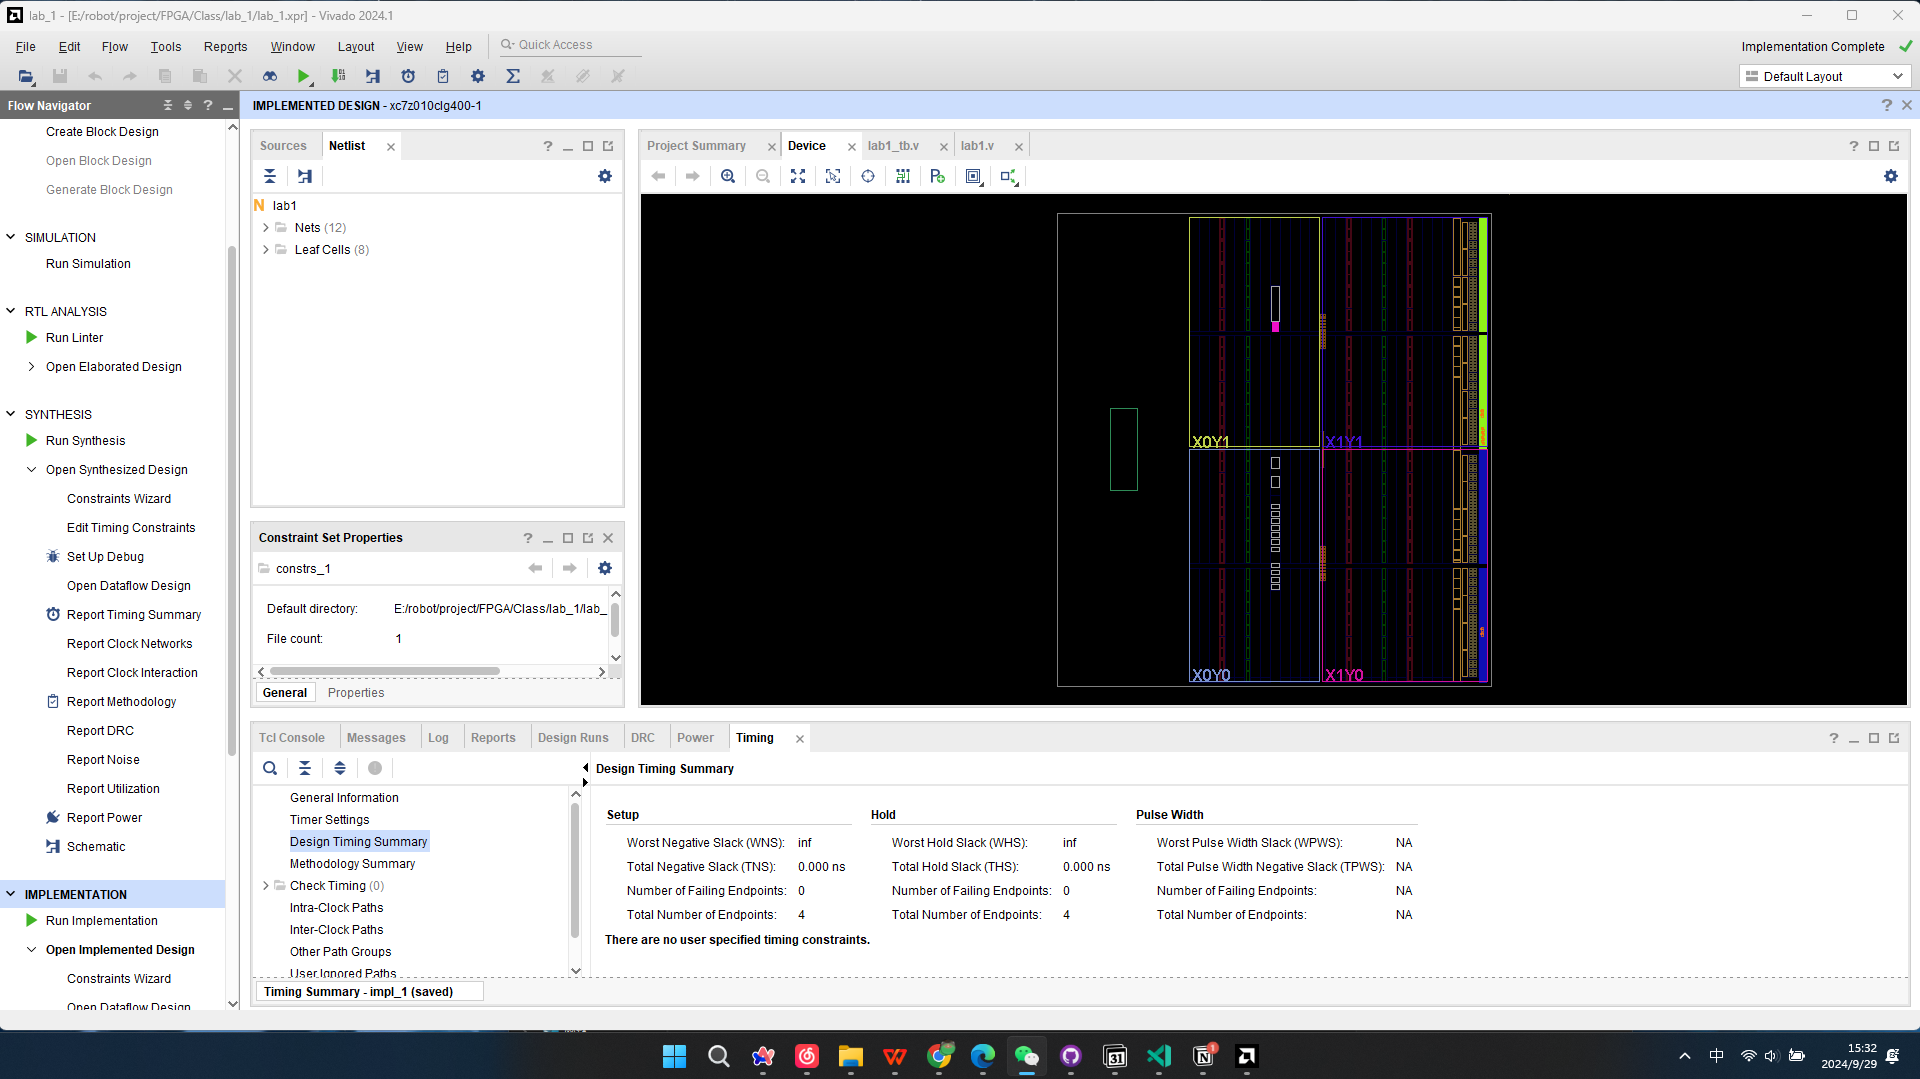 lab_1 - [E:/robot/project/FPGA/Class/lab_1/lab_1.xpr] - Vivado 2024.1
File Edit Flow Tools Reports Window Layout View Help Quick Access
Implementation Complete
Default Layout
Flow Navigator
Create Block Design
Open Block Design
Generate Block Design
SIMULATION
Run Simulation
RTL ANALYSIS
Run Linter
Open Elaborated Design
SYNTHESIS
Run Synthesis
Open Synthesized Design
Constraints Wizard
Edit Timing Constraints
Set Up Debug
Open Dataflow Design
Report Timing Summary
Report Clock Networks
Report Clock Interaction
Report Methodology
Report DRC
Report Noise
Report Utilization
Report Power
Schematic
IMPLEMENTATION
Run Implementation
Open Implemented Design
Constraints Wizard
Open Dataflow Design
IMPLEMENTED DESIGN - xc7z010clg400-1
Sources Netlist
lab1
Nets (12)
Leaf Cells (8)
Constraint Set Properties
constrs_1
Default directory: E:/robot/project/FPGA/Class/lab_1/lab_
File count: 1
General Properties
Project Summary Device lab1_tb.v lab1.v
X0Y1 X1Y1
X0Y0 X1Y0
Tcl Console Messages Log Reports Design Runs DRC Power Timing
General Information
Timer Settings
Design Timing Summary
Methodology Summary
Check Timing (0)
Intra-Clock Paths
Inter-Clock Paths
Other Path Groups
User Ignored Paths
Design Timing Summary
Setup Hold Pulse Width
Worst Negative Slack (WNS): inf Worst Hold Slack (WHS): inf Worst Pulse Width Slack (WPWS): NA
Total Negative Slack (TNS): 0.000 ns Total Hold Slack (THS): 0.000 ns Total Pulse Width Negative Slack (TPWS): NA
Number of Failing Endpoints: 0 Number of Failing Endpoints: 0 Number of Failing Endpoints: NA
Total Number of Endpoints: 4 Total Number of Endpoints: 4 Total Number of Endpoints: NA
There are no user specified timing constraints.
Timing Summary - impl_1 (saved)
31
1
中
15:32
2024/9/29